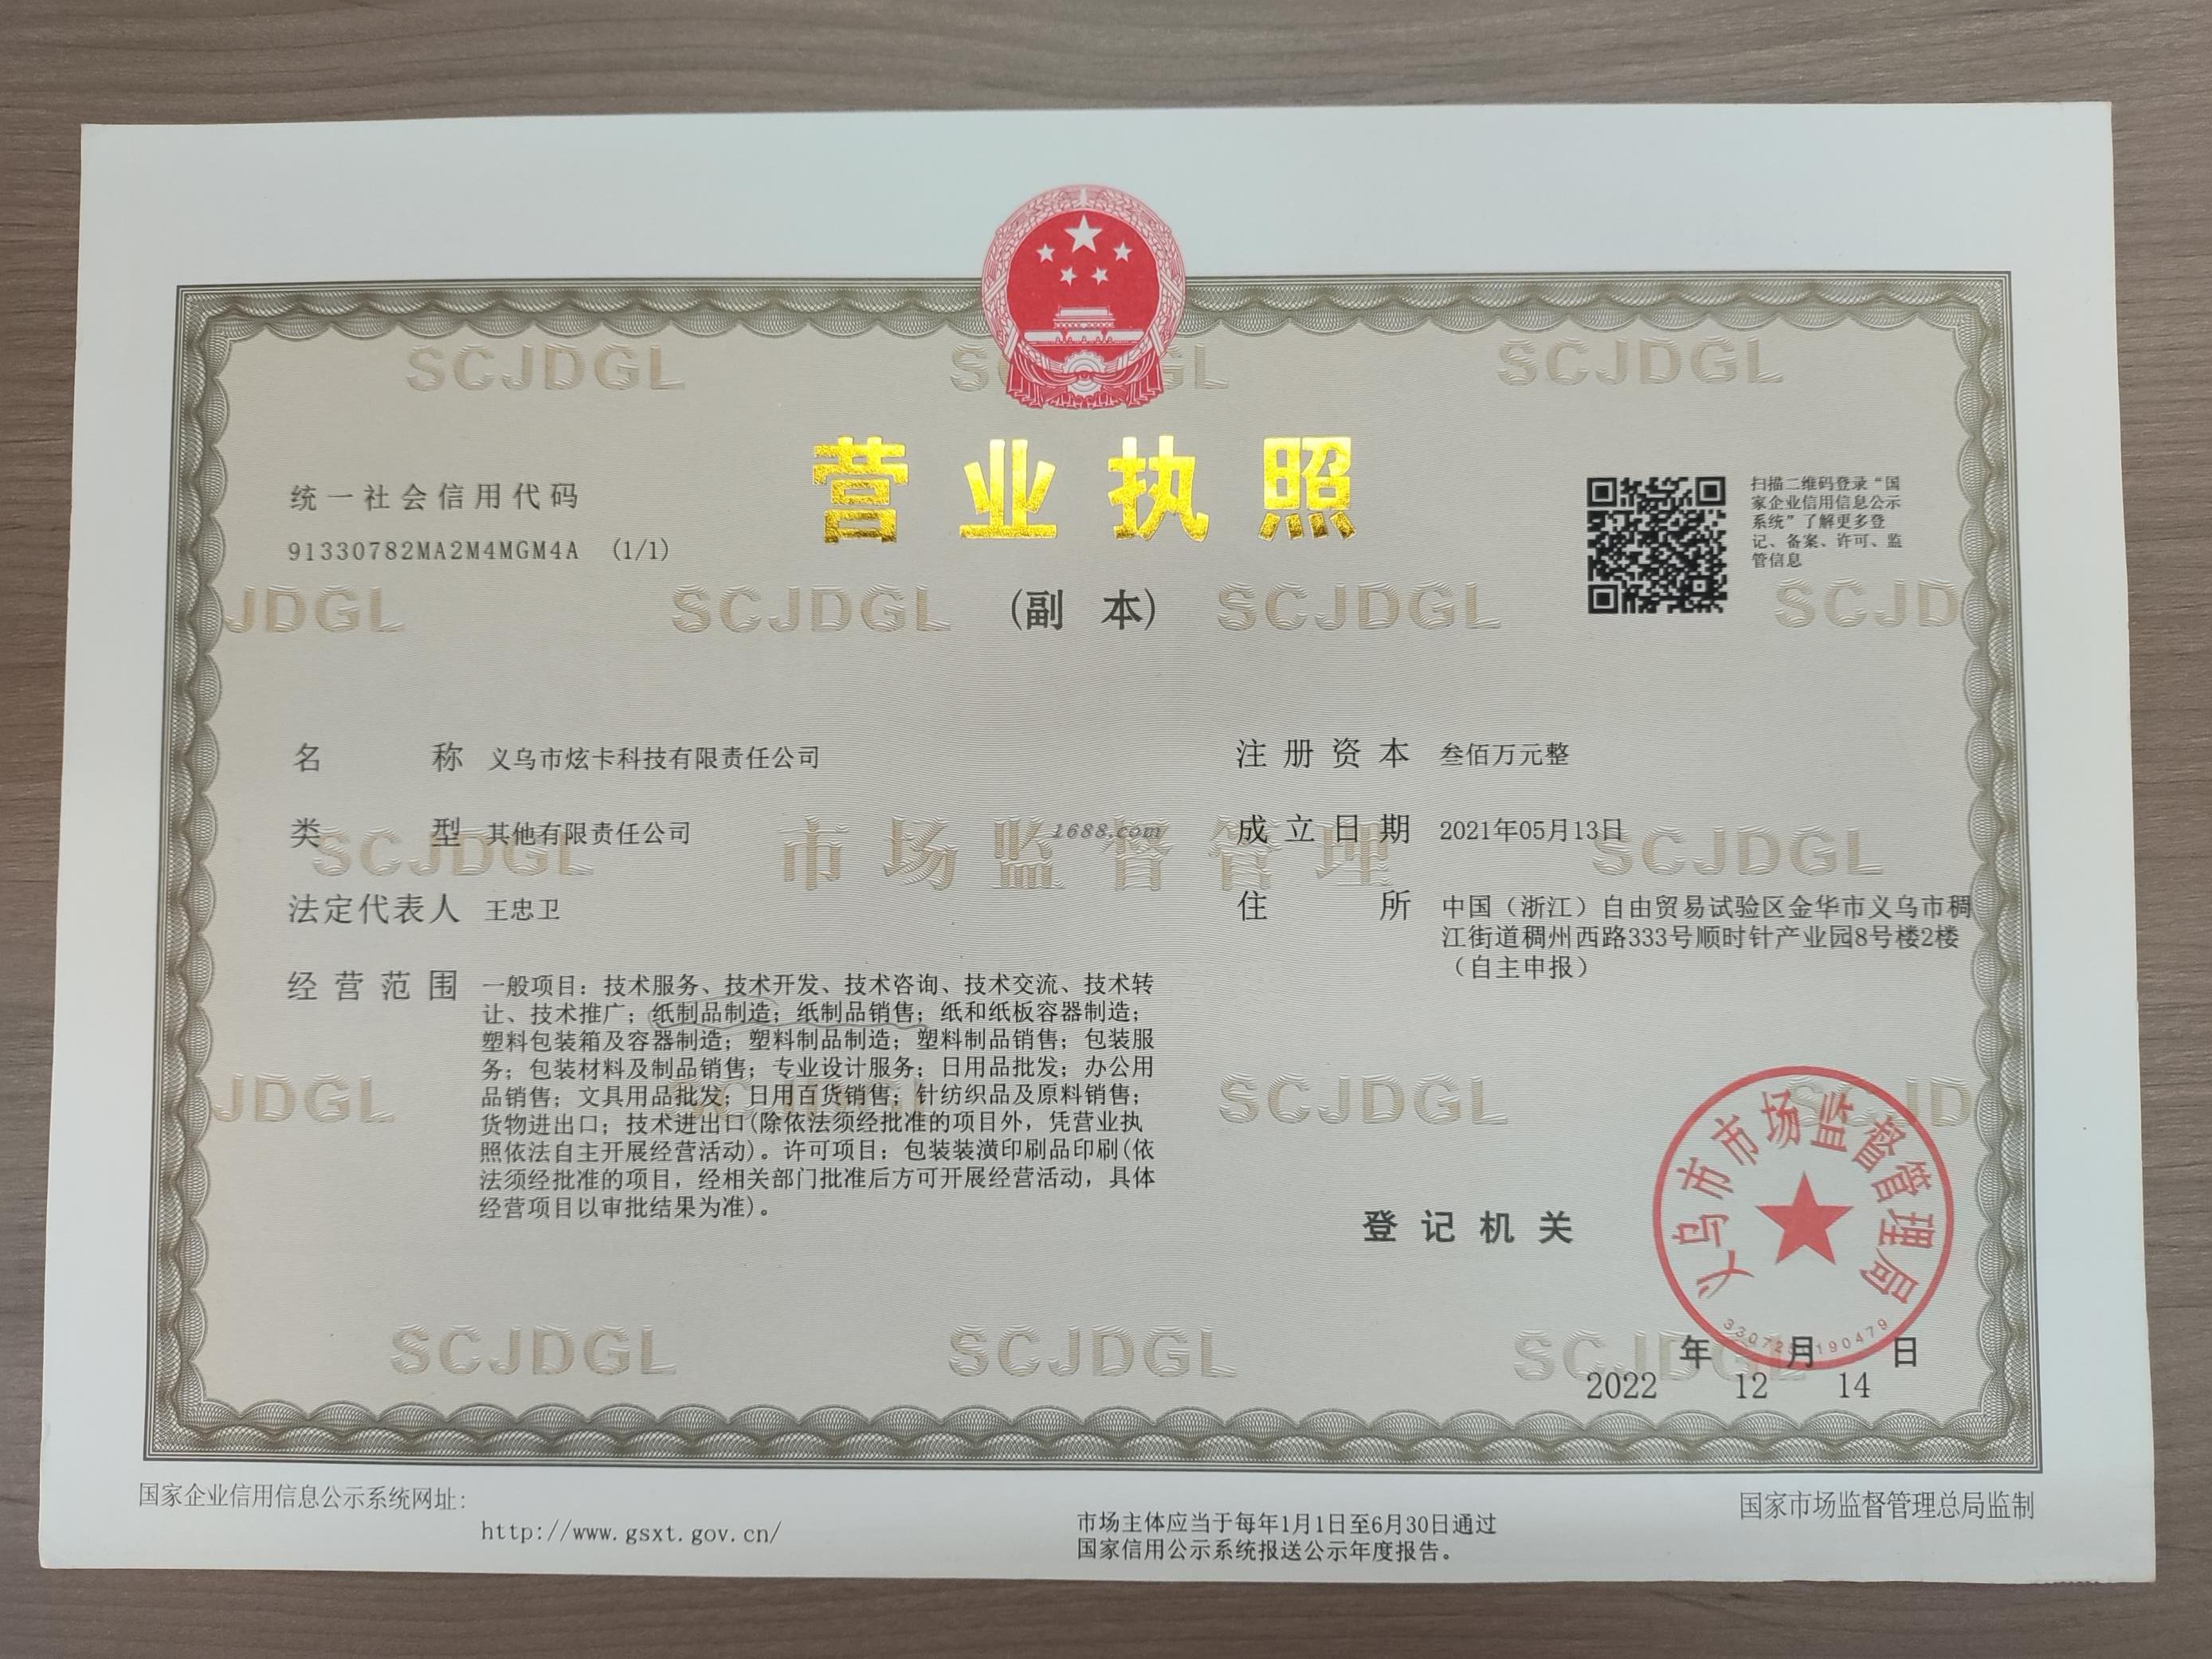 营业执照
(副 本)
统一社会信用代码
91330782MA2M4MGM4A (1/1)
扫描二维码登录“国
家企业信用信息公示
系统”了解更多登
记、备案、许可、监
管信息
名 称 义乌市炫卡科技有限责任公司
类 型 其他有限责任公司
法定代表人 王忠卫
经营范围 一般项目：技术服务、技术开发、技术咨询、技术交流、技术转
让、技术推广；纸制品制造；纸制品销售；纸和纸板容器制造；
塑料包装箱及容器制造；塑料制品制造；塑料制品销售；包装服
务；包装材料及制品销售；专业设计服务；日用品批发；办公用
品销售；文具用品批发；日用百货销售；针纺织品及原料销售；
货物进出口；技术进出口(除依法须经批准的项目外，凭营业执
照依法自主开展经营活动)。许可项目：包装装潢印刷品印刷(依
法须经批准的项目，经相关部门批准后方可开展经营活动，具体
经营项目以审批结果为准)。
注册资本 叁佰万元整
成立日期 2021年05月13日
住 所 中国（浙江）自由贸易试验区金华市义乌市稠
江街道稠州西路333号顺时针产业园8号楼2楼
（自主申报）
1688.com
市场监督管理
SCJDGL SCJDGL SCJDGL
JDGL SCJDGL SCJDGL SCJD
SCJDGL SCJDGL
JDGL SCJDGL SCJD
SCJDGL SCJDGL SCJDGL
登记机关
义乌市市场监督管理局
年 月 日
2022 12 14
国家企业信用信息公示系统网址：
http://www.gsxt.gov.cn/
市场主体应当于每年1月1日至6月30日通过
国家信用公示系统报送公示年度报告。
国家市场监督管理总局监制